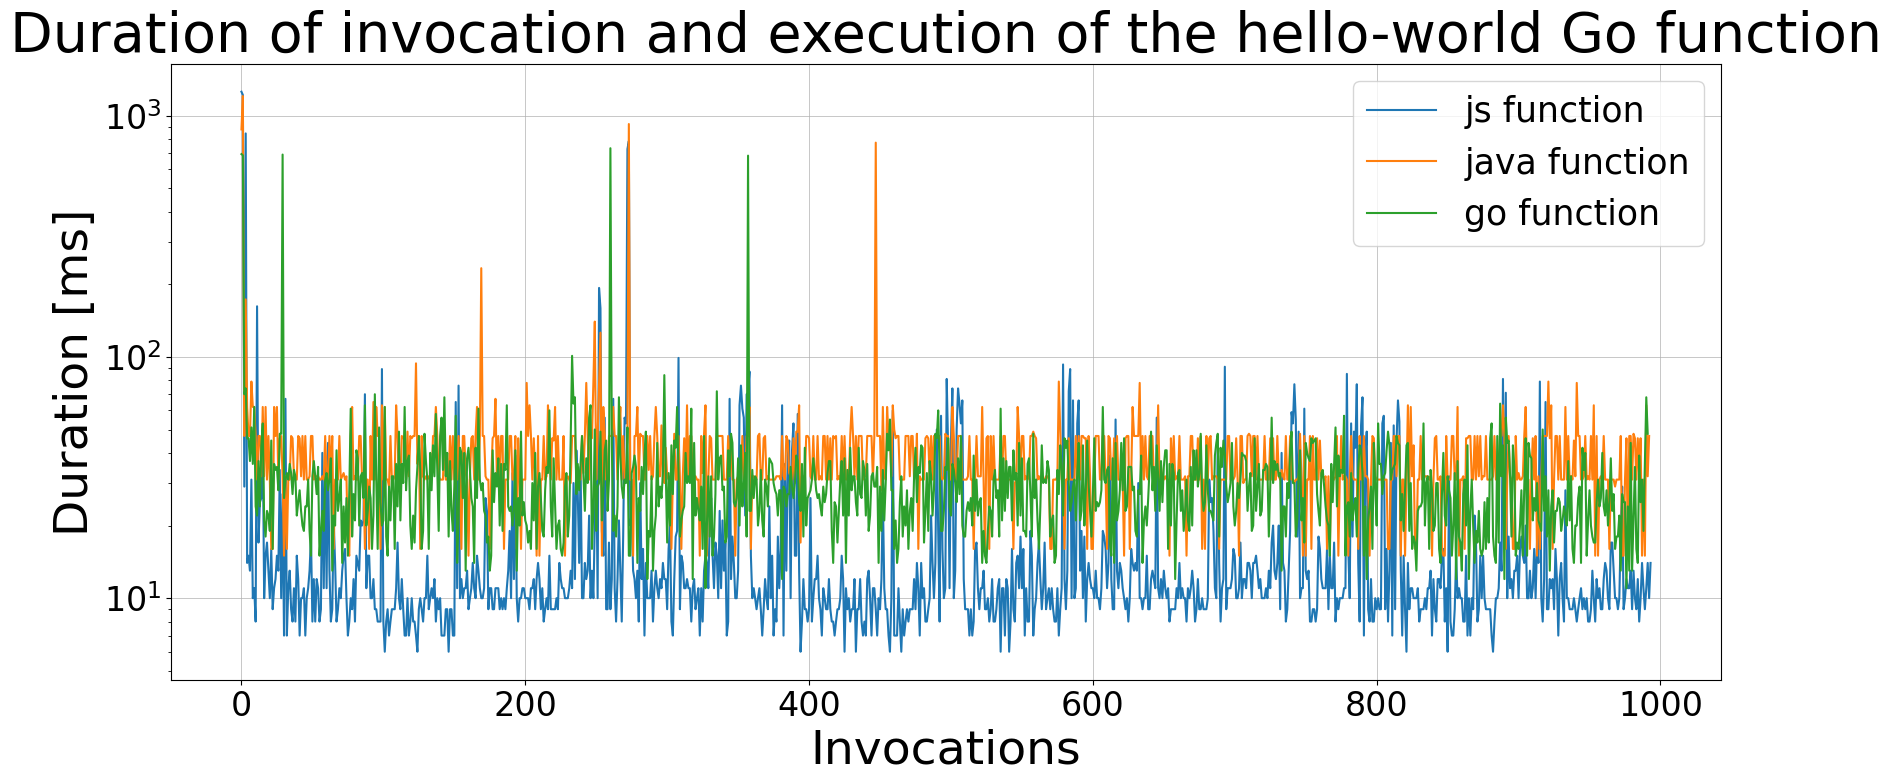 Duration of invocation and execution of the hello-world Go function
Duration [ms]
10³
10²
10¹
js function
java function
go function
0 200 400 600 800 1000
Invocations